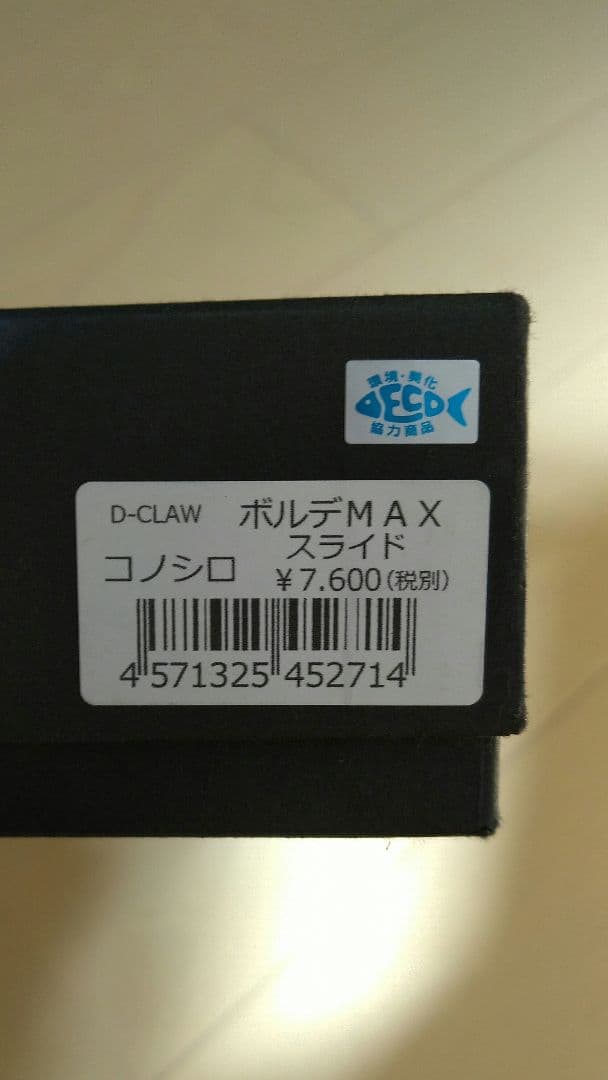 環境・美化
ECO
協力商品
D-CLAW ボルデMAX
スライド
コノシロ ¥7.600(税別)
4 571325 452714